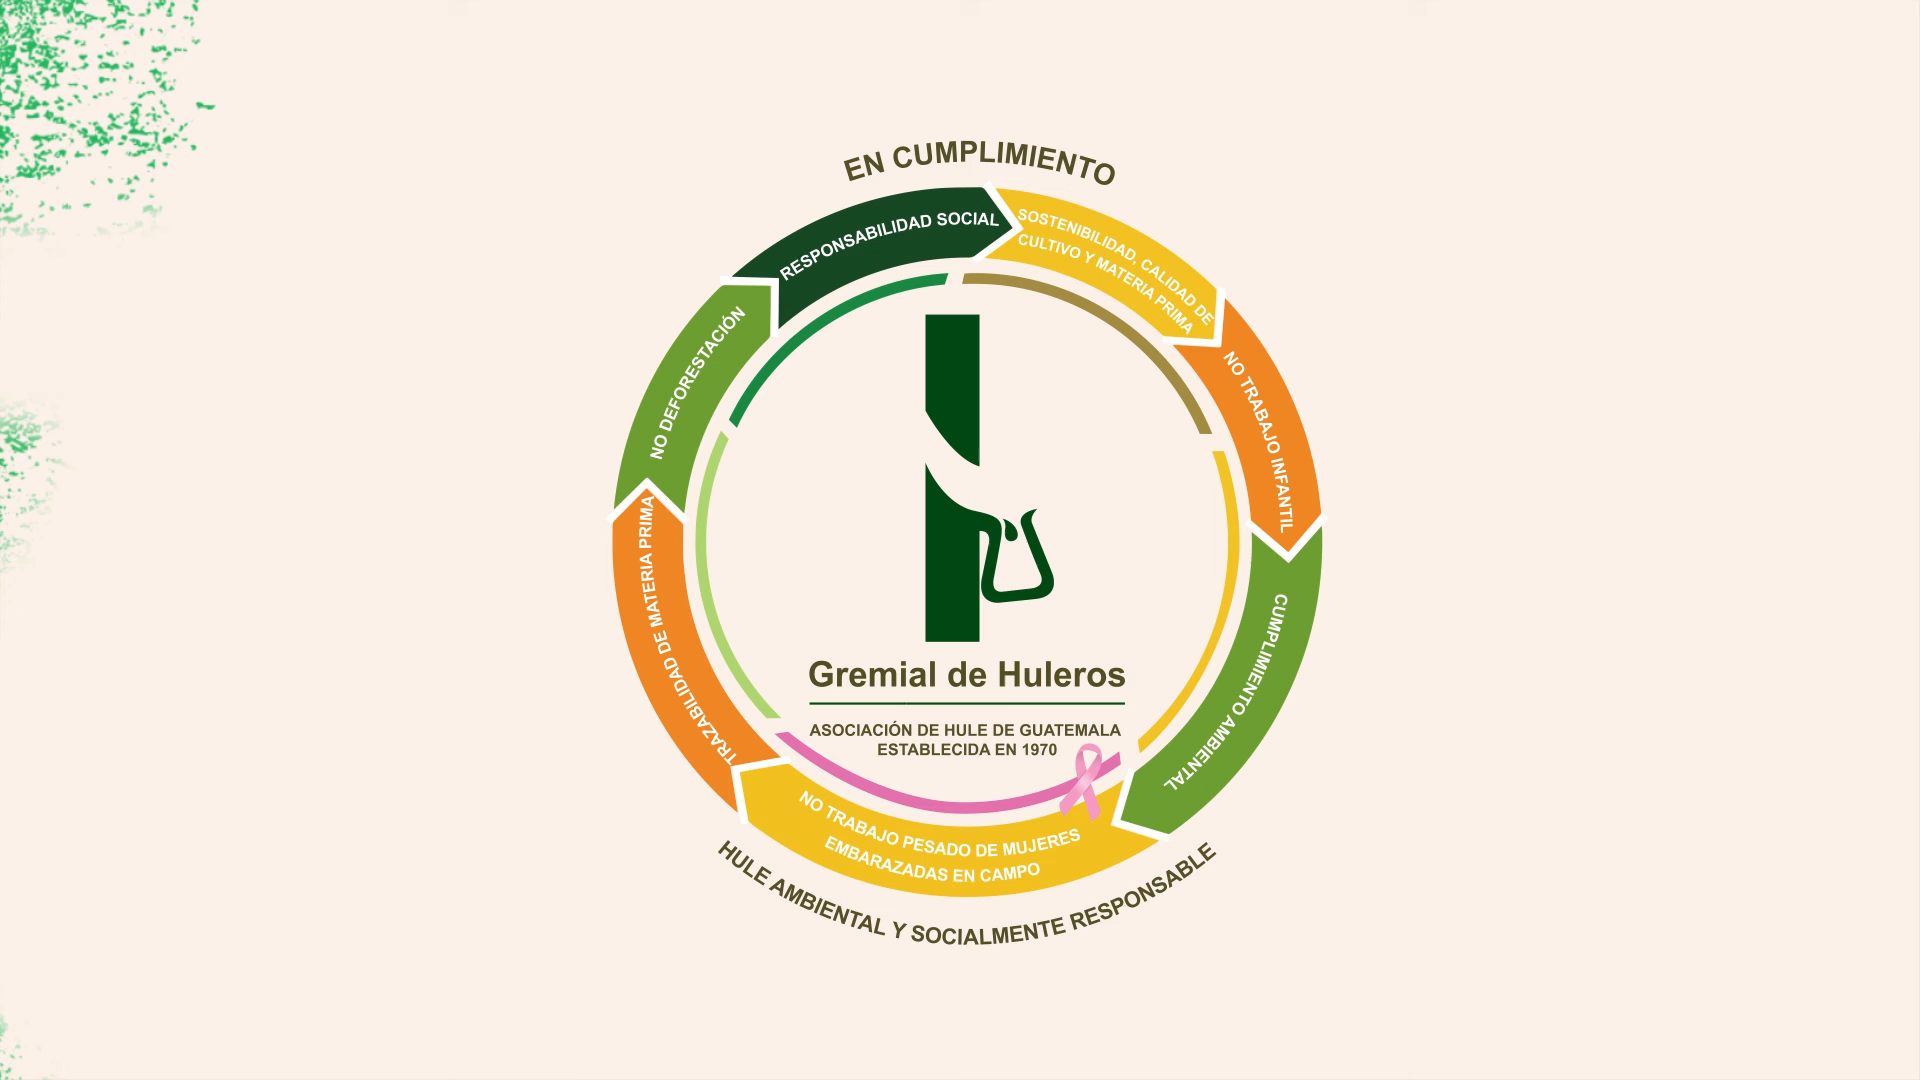 EN CUMPLIMIENTO
RESPONSABILIDAD SOCIAL
SOSTENIBILIDAD, CALIDAD DE
CULTIVO Y MATERIA PRIMA
NO TRABAJO INFANTIL
CUMPLIMIENTO AMBIENTAL
NO TRABAJO PESADO DE MUJERES
EMBARAZADAS EN CAMPO
TRAZABILIDAD DE MATERIA PRIMA
NO DEFORESTACIÓN
Gremial de Huleros
ASOCIACIÓN DE HULE DE GUATEMALA
ESTABLECIDA EN 1970
HULE AMBIENTAL Y SOCIALMENTE RESPONSABLE